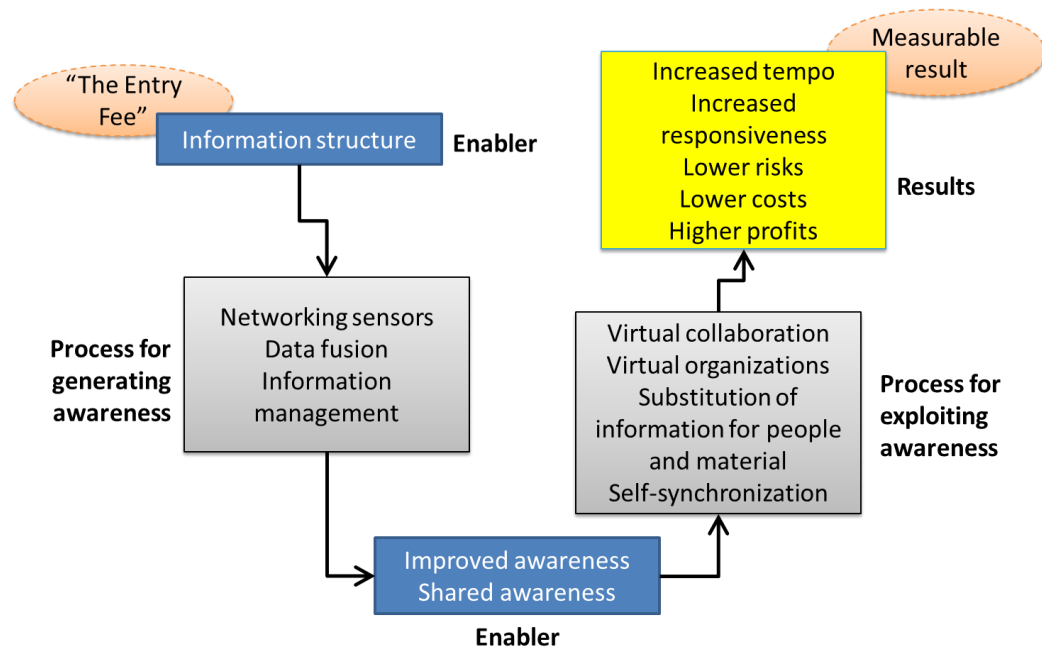 “The Entry
Fee”
Information structure
Enabler
Networking sensors
Data fusion
Information
management
Process for
generating
awareness
Improved awareness
Shared awareness
Enabler
Virtual collaboration
Virtual organizations
Substitution of
information for people
and material
Self-synchronization
Process for
exploiting
awareness
Increased tempo
Increased
responsiveness
Lower risks
Lower costs
Higher profits
Results
Measurable
result